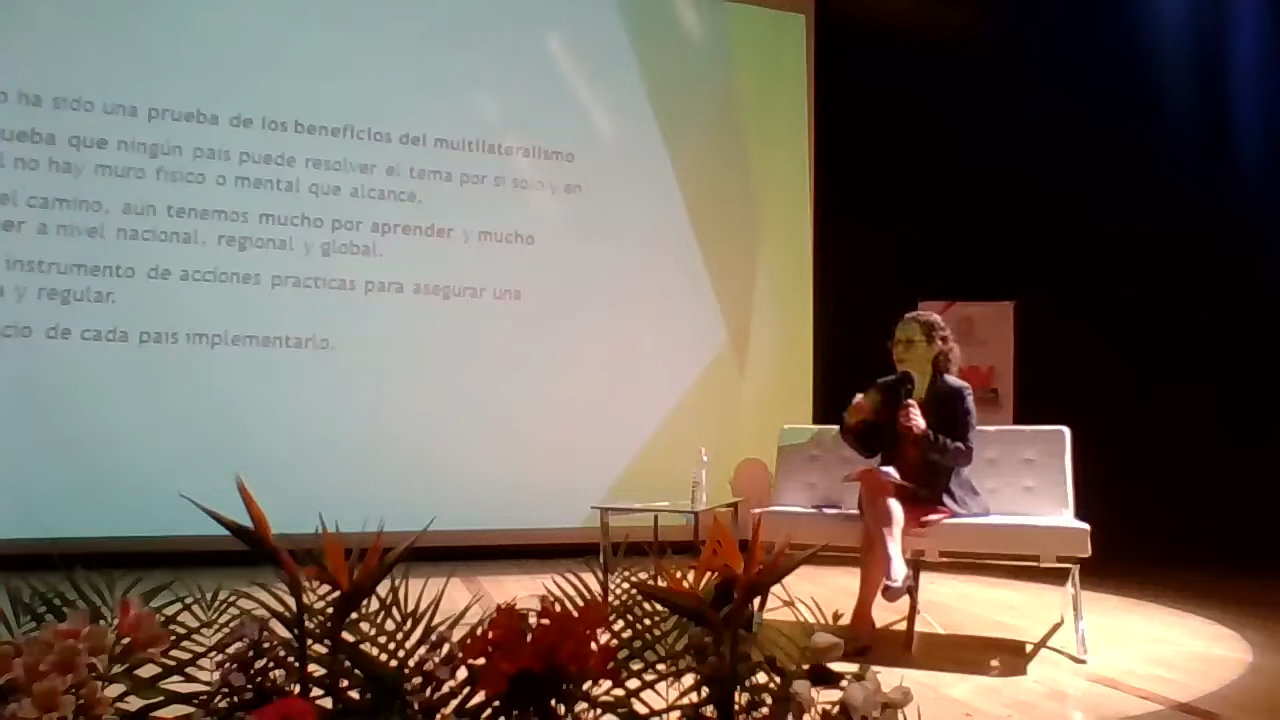 ha sido una prueba de los beneficios del multilateralismo
ueba que ningún país puede resolver el tema por si solo y en
l no hay muro físico o mental que alcance.
el camino, aun tenemos mucho por aprender y mucho
er a nivel nacional, regional y global.
instrumento de acciones practicas para asegurar una
y regular.
cio de cada país implementarlo.